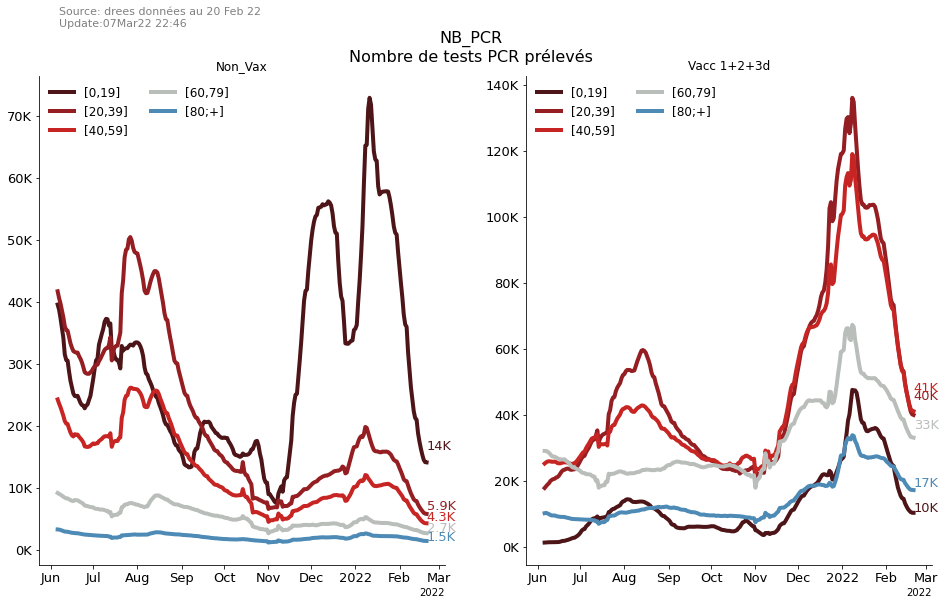 Source: drees données au 20 Feb 22
Update:07Mar22 22:46
NB_PCR
Nombre de tests PCR prélevés
Non_Vax
[0,19]
[20,39]
[40,59]
[60,79]
[80;+]
70K
60K
50K
40K
30K
20K
10K
0K
14K
5.9K
4.3K
2.7K
1.5K
Jun Jul Aug Sep Oct Nov Dec 2022 Feb Mar
2022
Vacc 1+2+3d
[0,19]
[20,39]
[40,59]
[60,79]
[80;+]
140K
120K
100K
80K
60K
40K
20K
0K
41K
40K
33K
17K
10K
Jun Jul Aug Sep Oct Nov Dec 2022 Feb Mar
2022